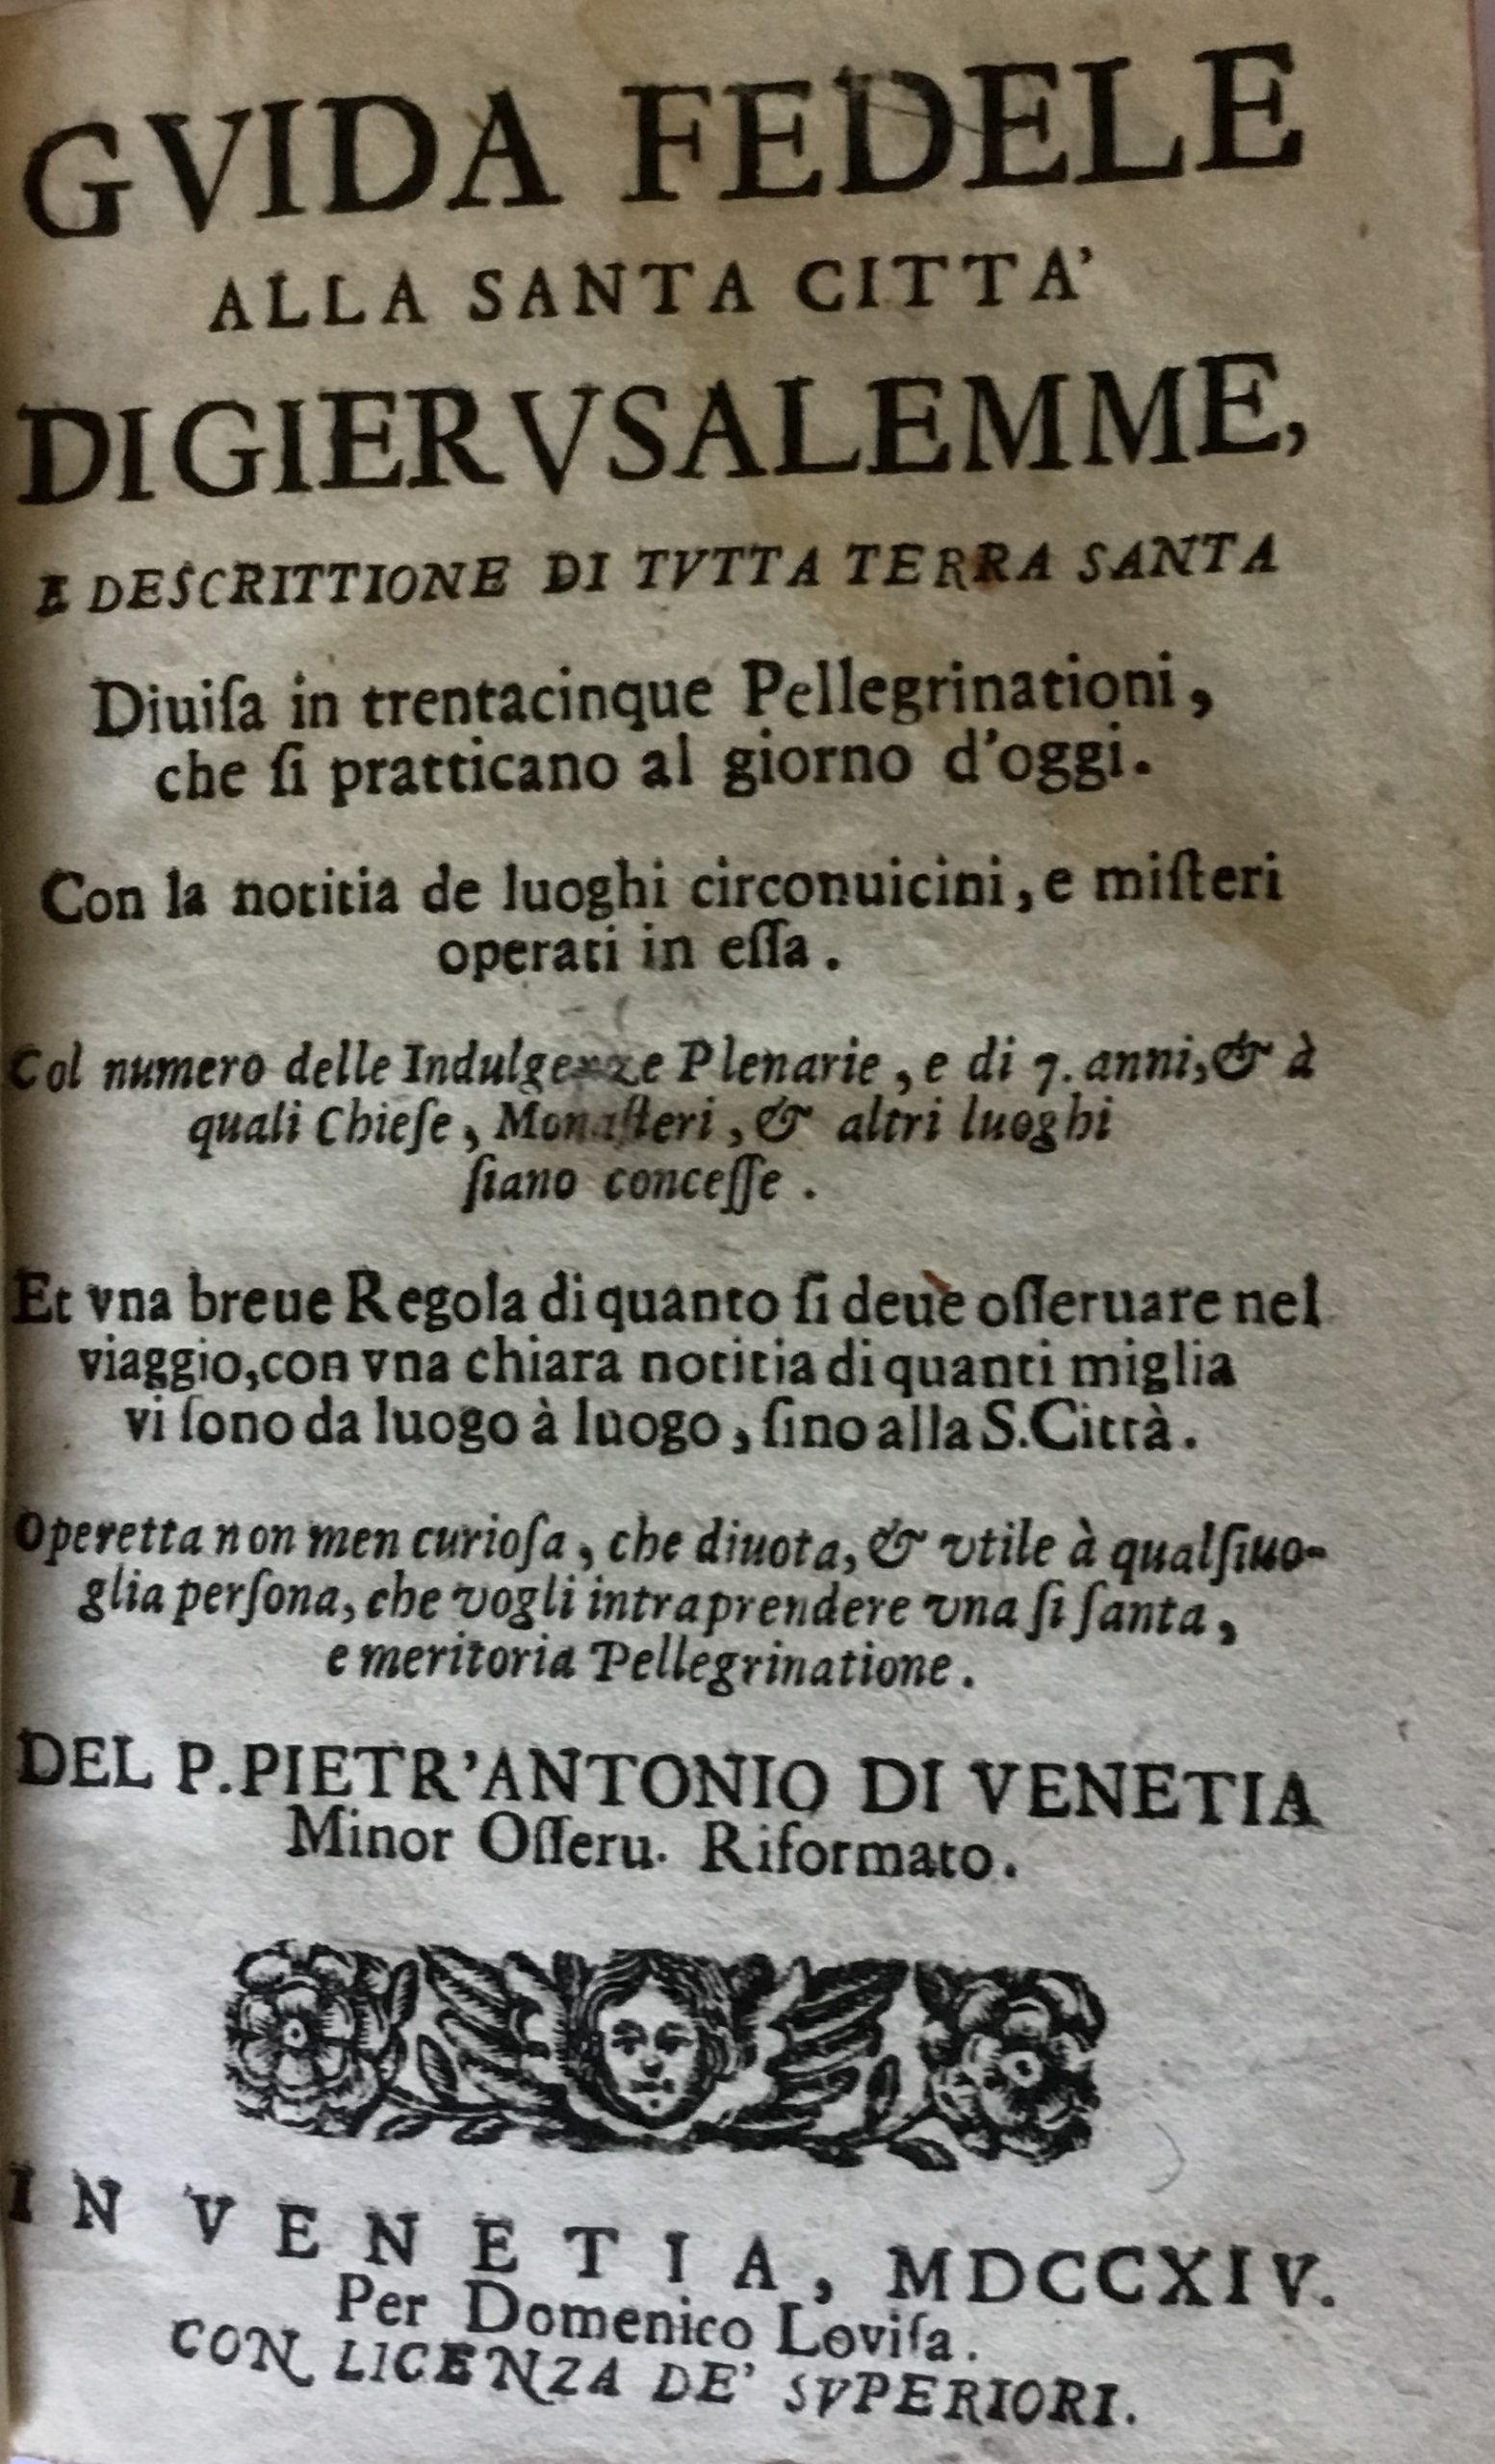 GVIDA FEDELE
ALLA SANTA CITTA'
DI GIERVSALEMME,
E DESCRITTIONE DI TVTTA TERRA SANTA
Diuiſa in trentacinque Pellegrinationi,
che ſi pratticano al giorno d'oggi.
Con la notitia de luoghi circonuicini, e miſteri
operati in eſſa.
Col numero delle Indulgenze Plenarie, e di 7. anni, & à
quali Chieſe, Monaſteri, & altri luoghi
ſiano conceſſe.
Et vna breue Regola di quanto ſi deuè oſſeruare nel
viaggio, con vna chiara notitia di quanti miglia
vi ſono da luogo à luogo, ſino alla S. Città.
Operetta non men curioſa, che diuota, & vtile à qualſiuo-
glia perſona, che vogli intraprendere vna ſi ſanta,
e meritoria Pellegrinatione.
DEL P. PIETR'ANTONIO DI VENETIA
Minor Oſſeru. Riformato.
IN VENETIA, MDCCXIV.
Per Domenico Loviſa.
CON LICENZA DE' SVPERIORI.